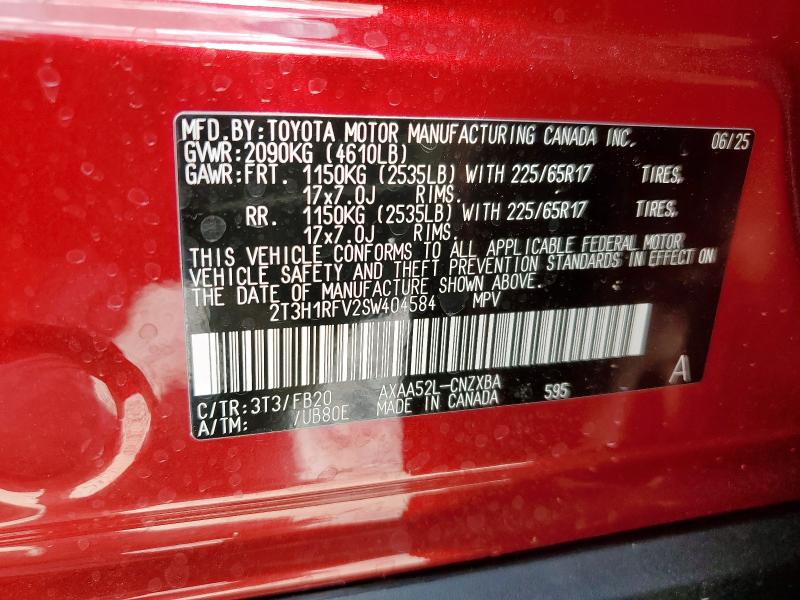 MFD.BY:TOYOTA MOTOR MANUFACTURING CANADA INC. 06/25
GVWR:2090KG (4610LB)
GAWR:FRT. 1150KG (2535LB) WITH 225/65R17 TIRES,
17x7.0J RIMS.
RR. 1150KG (2535LB) WITH 225/65R17 TIRES,
17x7.0J RIMS.
THIS VEHICLE CONFORMS TO ALL APPLICABLE FEDERAL MOTOR
VEHICLE SAFETY AND THEFT PREVENTION STANDARDS IN EFFECT ON
THE DATE OF MANUFACTURE SHOWN ABOVE.
2T3H1RFV2SW404584 MPV
C/TR:3T3/FB20 AXAA52L-CNZXBA 595 A
A/TM: /UB80E MADE IN CANADA